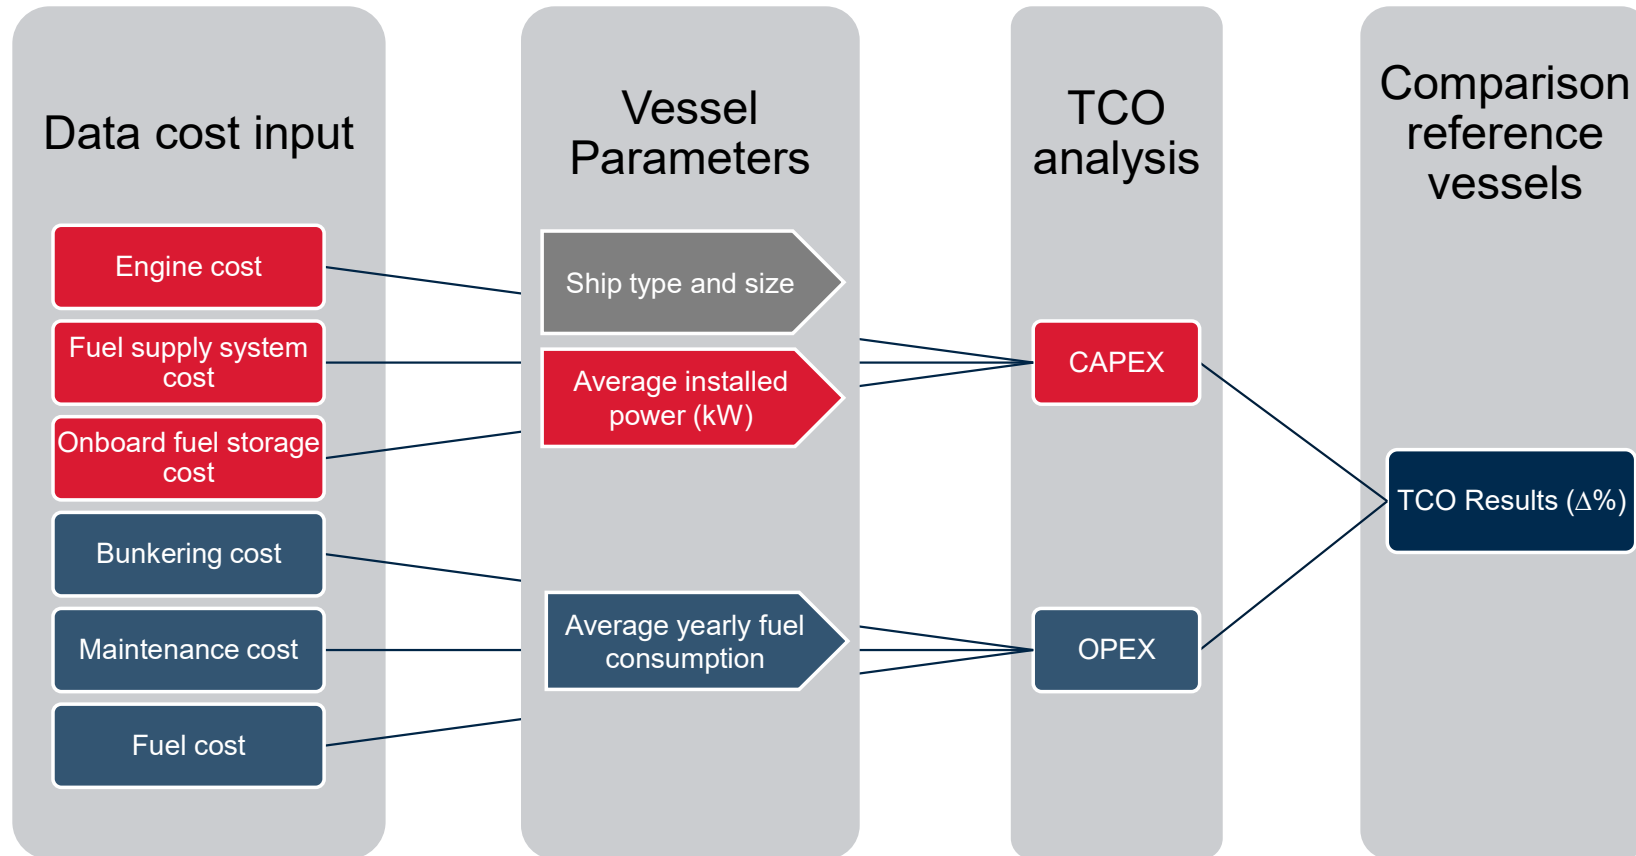 Data cost input
Engine cost
Fuel supply system
cost
Onboard fuel storage
cost
Bunkering cost
Maintenance cost
Fuel cost
Vessel
Parameters
Ship type and size
Average installed
power (kW)
Average yearly fuel
consumption
TCO
analysis
CAPEX
OPEX
Comparison
reference
vessels
TCO Results (Δ%)